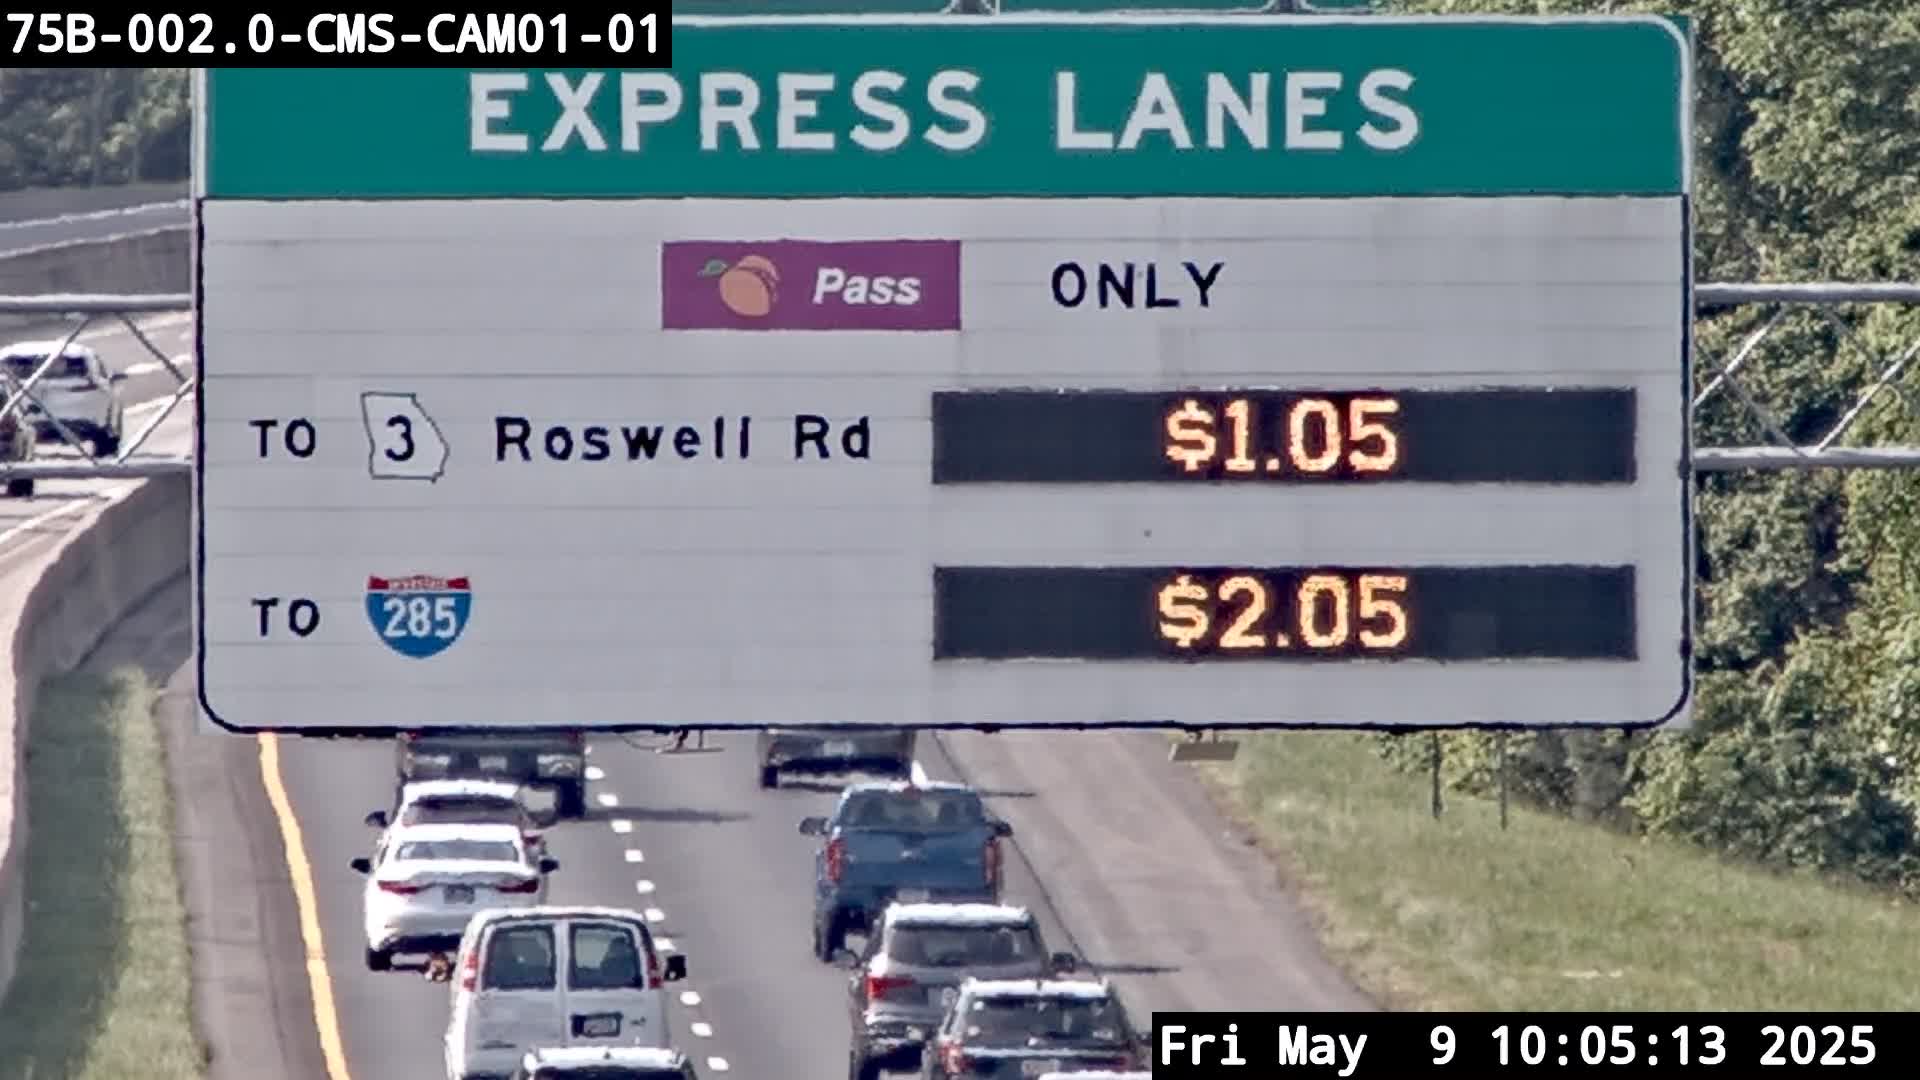 75B-002.0-CMS-CAM01-01
EXPRESS LANES
Pass ONLY
TO 3 Roswell Rd $1.05
TO INTERSTATE 285 $2.05
Fri May 9 10:05:13 2025